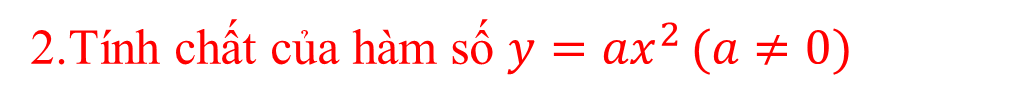 2.Tính chất của hàm số y = ax² (a ≠ 0)